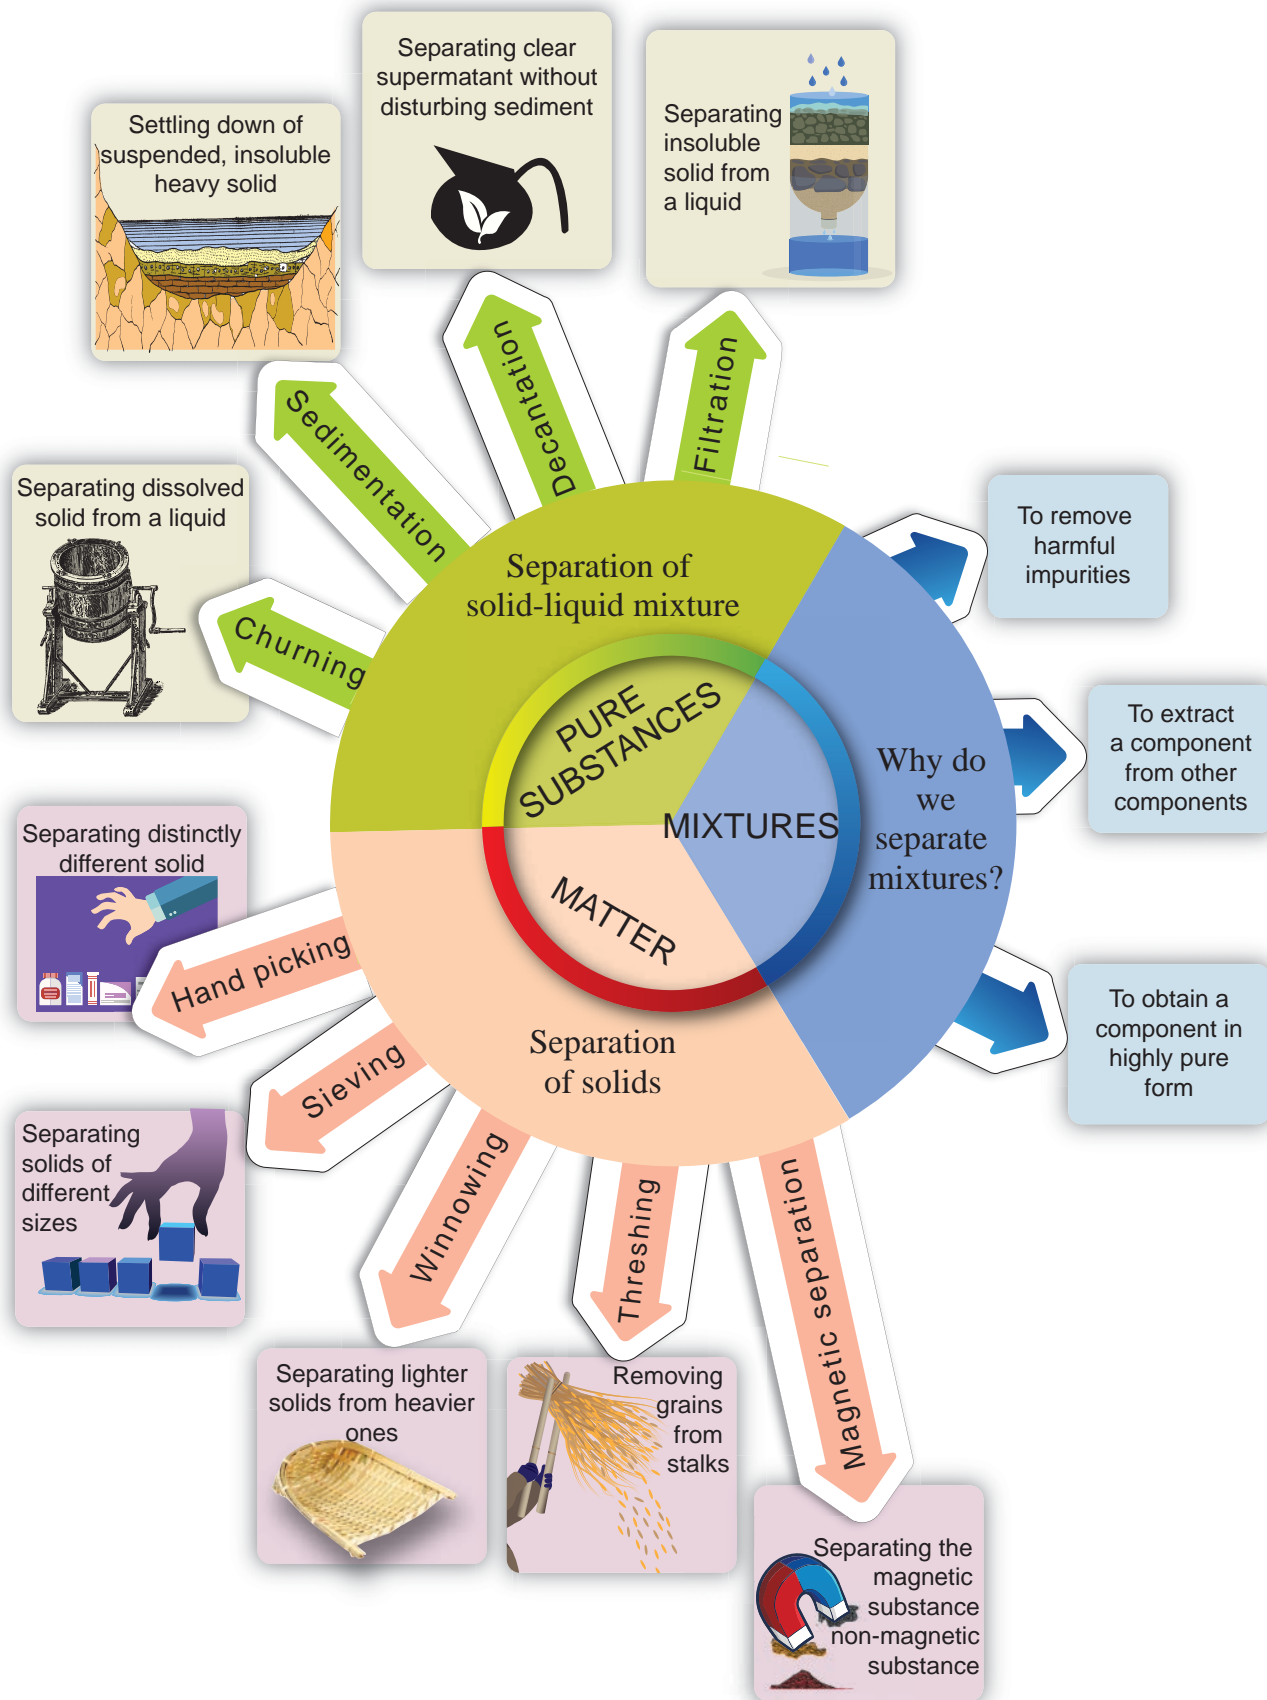 Separating clear
supermatant without
disturbing sediment
Separating
insoluble
solid from
a liquid
Settling down of
suspended, insoluble
heavy solid
Decantation
Filtration
Sedimentation
Separating dissolved
solid from a liquid
Churning
To remove
harmful
impurities
Separation of
solid-liquid mixture
PURE
SUBSTANCES
MIXTURES
MATTER
Why do
we
separate
mixtures?
To extract
a component
from other
components
Separating distinctly
different solid
Hand picking
To obtain a
component in
highly pure
form
Separation
of solids
Sieving
Separating
solids of
different
sizes
Winnowing
Threshing
Magnetic separation
Separating lighter
solids from heavier
ones
Removing
grains
from
stalks
Separating the
magnetic
substance
non-magnetic
substance